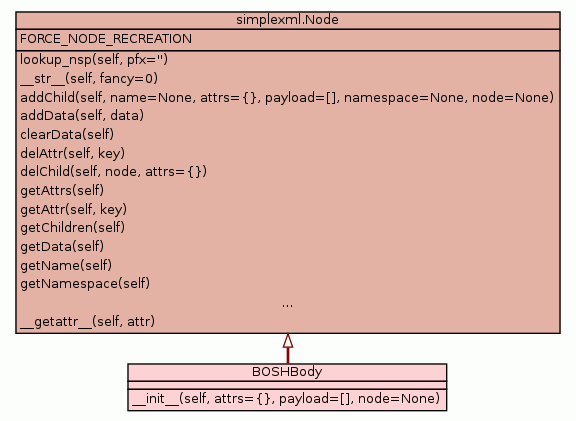 simplexml.Node
FORCE_NODE_RECREATION
lookup_nsp(self, pfx='')
__str__(self, fancy=0)
addChild(self, name=None, attrs={}, payload=[], namespace=None, node=None)
addData(self, data)
clearData(self)
delAttr(self, key)
delChild(self, node, attrs={})
getAttrs(self)
getAttr(self, key)
getChildren(self)
getData(self)
getName(self)
getNamespace(self)
...
__getattr__(self, attr)
BOSHBody
__init__(self, attrs={}, payload=[], node=None)